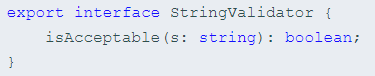 export interface StringValidator {
    isAcceptable(s: string): boolean;
}